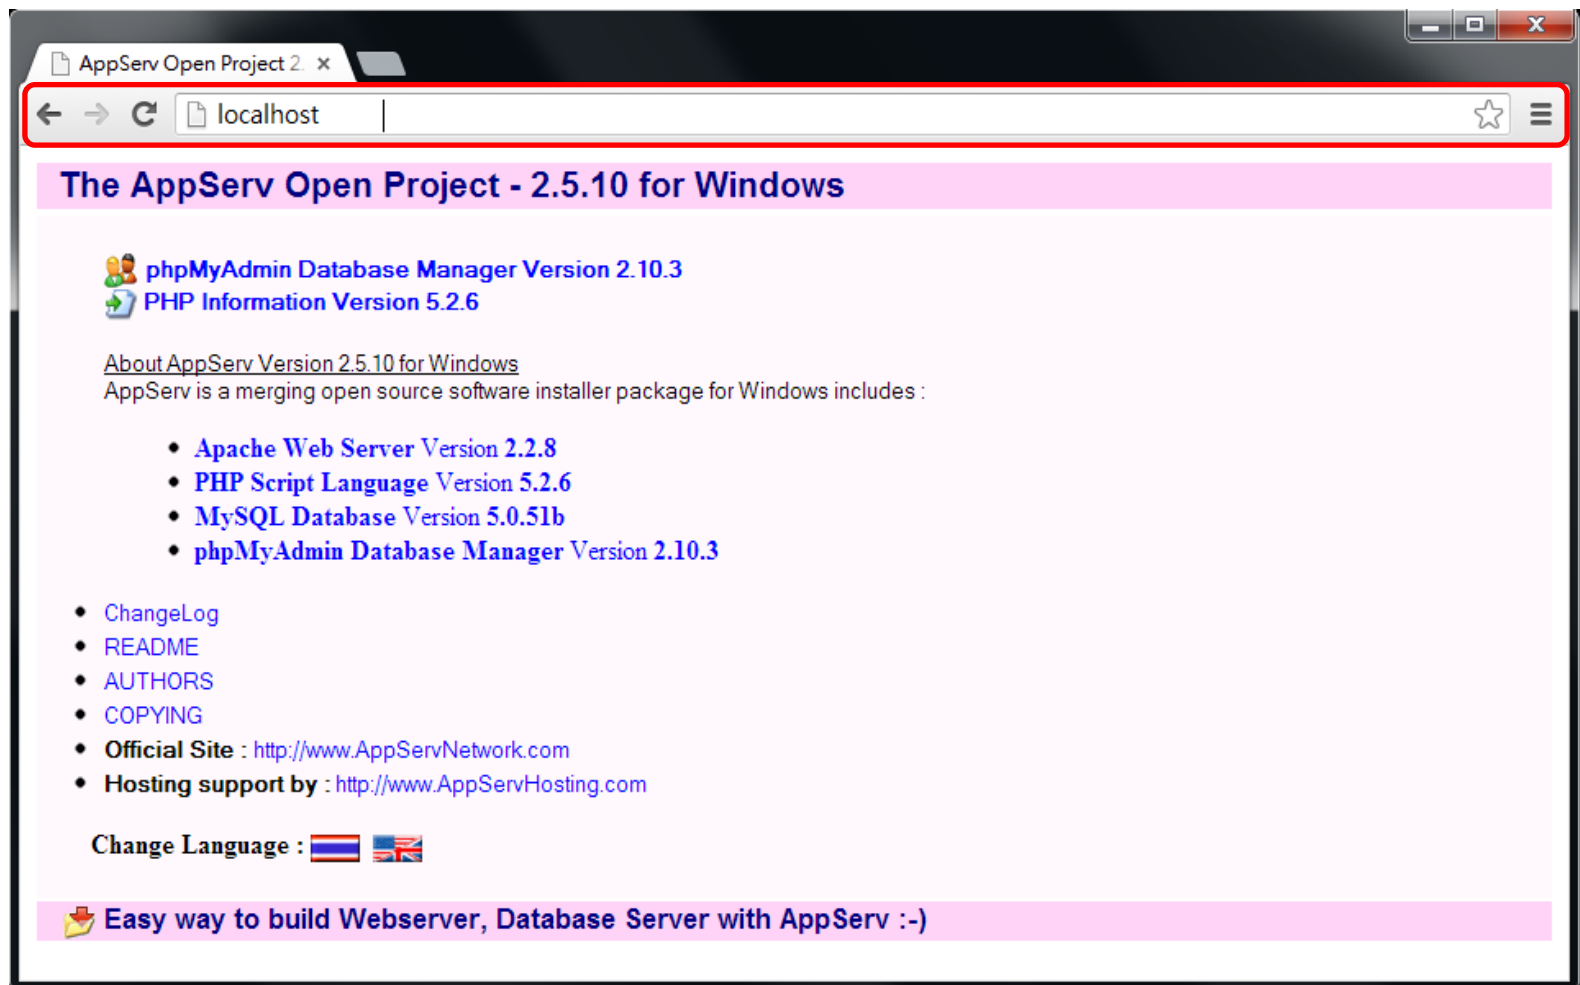 AppServ Open Project 2.
localhost
The AppServ Open Project - 2.5.10 for Windows
phpMyAdmin Database Manager Version 2.10.3
PHP Information Version 5.2.6
About AppServ Version 2.5.10 for Windows
AppServ is a merging open source software installer package for Windows includes :
Apache Web Server Version 2.2.8
PHP Script Language Version 5.2.6
MySQL Database Version 5.0.51b
phpMyAdmin Database Manager Version 2.10.3
ChangeLog
README
AUTHORS
COPYING
Official Site : http://www.AppServNetwork.com
Hosting support by : http://www.AppServHosting.com
Change Language :
Easy way to build Webserver, Database Server with AppServ :-)